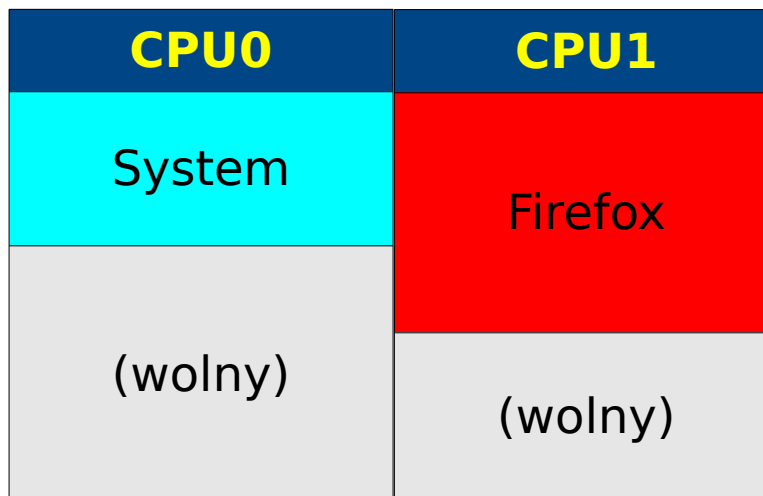 CPU0
System
(wolny)
CPU1
Firefox
(wolny)